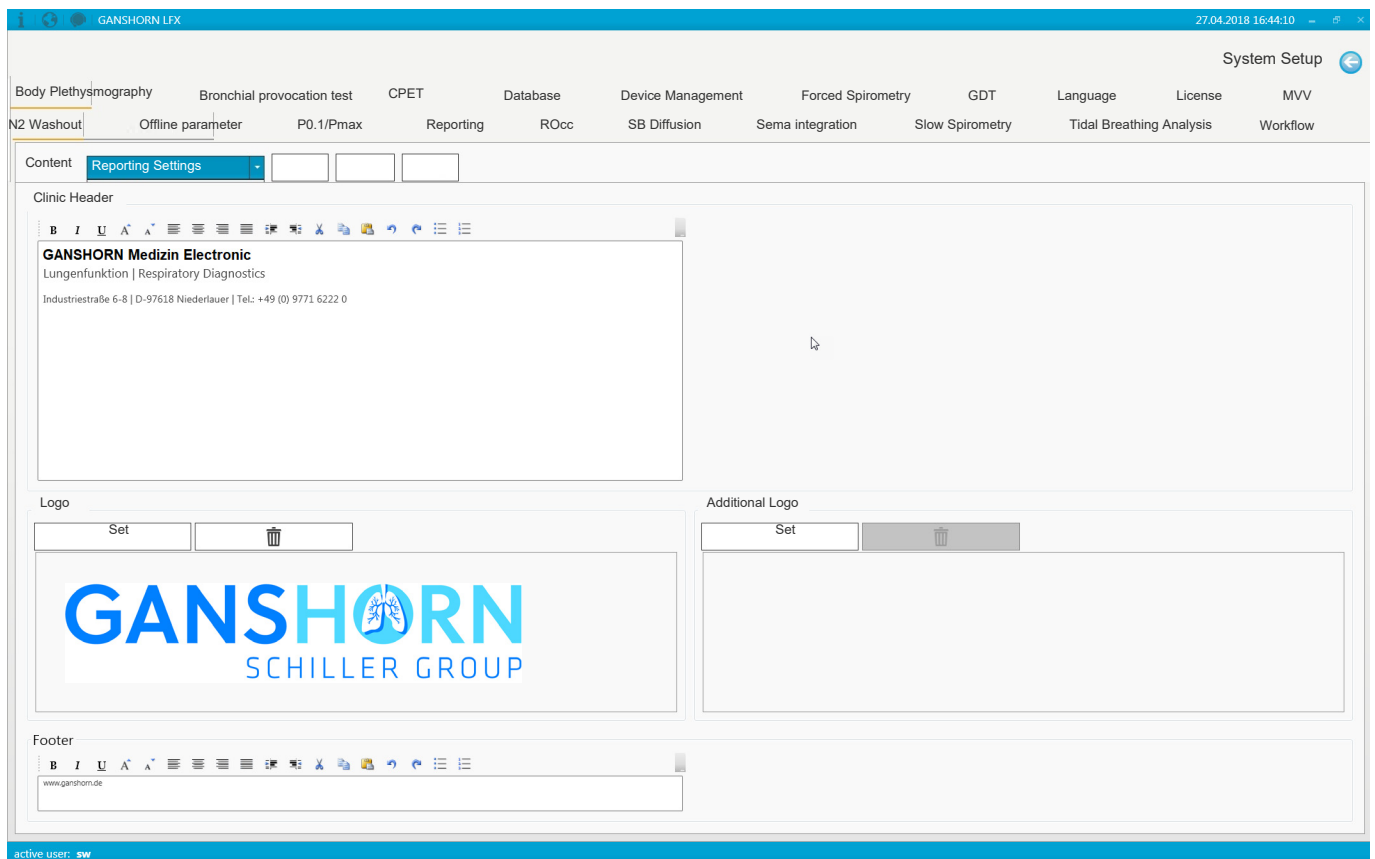 GANSHORN LFX
27.04.2018 16:44:10
System Setup
Body Plethysmography Bronchial provocation test CPET Database Device Management Forced Spirometry GDT Language License MVV
N2 Washout Offline parameter P0.1/Pmax Reporting ROcc SB Diffusion Sema integration Slow Spirometry Tidal Breathing Analysis Workflow
Content Reporting Settings
Clinic Header
B I U A A
GANSHORN Medizin Electronic
Lungenfunktion | Respiratory Diagnostics
Industriestraße 6-8 | D-97618 Niederlauer | Tel.: +49 (0) 9771 6222 0
Logo Additional Logo
Set Set
GANSHORN
SCHILLER GROUP
Footer
B I U A A
www.ganshorn.de
active user: sw